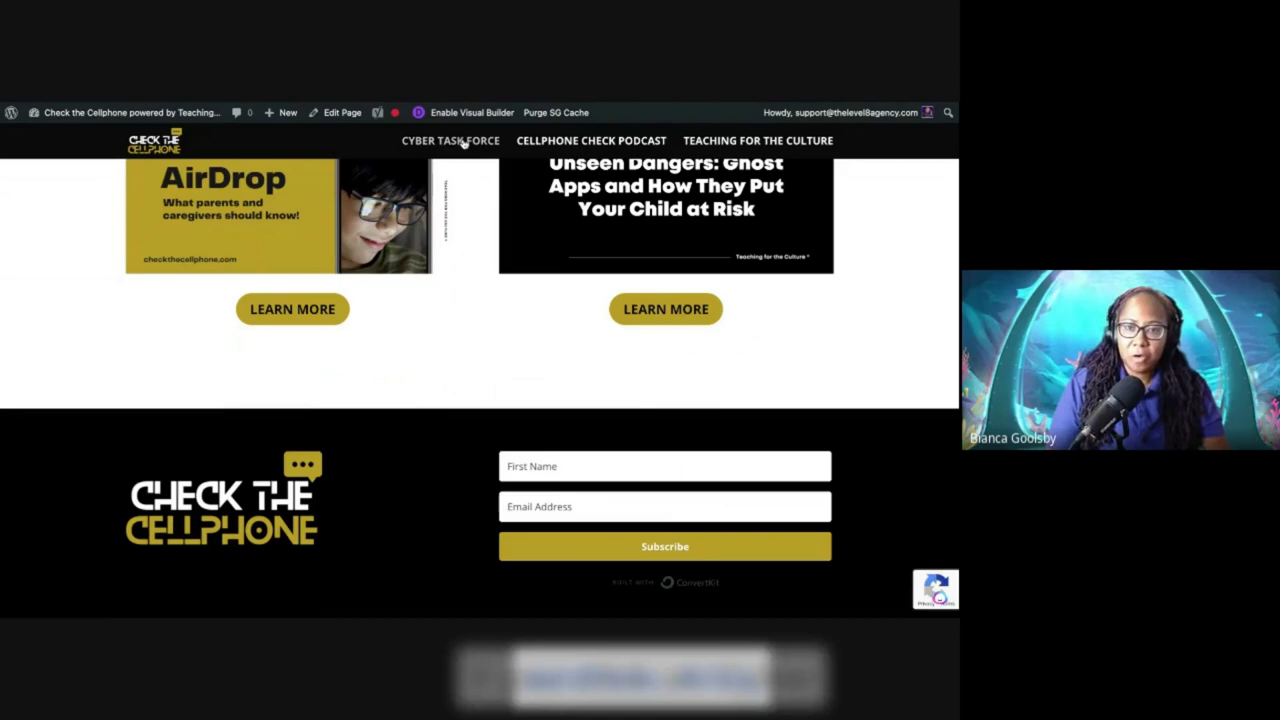 Check the Cellphone powered by Teaching...
0
New
Edit Page
Enable Visual Builder
Purge SG Cache
Howdy, support@thelevel8agency.com
CHECK THE
CELLPHONE
CYBER TASK FORCE
CELLPHONE CHECK PODCAST
TEACHING FOR THE CULTURE
AirDrop
What parents and
caregivers should know!
checkthecellphone.com
Unseen Dangers: Ghost
Apps and How They Put
Your Child at Risk
Teaching for the Culture ®
LEARN MORE
LEARN MORE
CHECK THE
CELLPHONE
First Name
Email Address
Subscribe
BUILT WITH ConvertKit
Bianca Goolsby